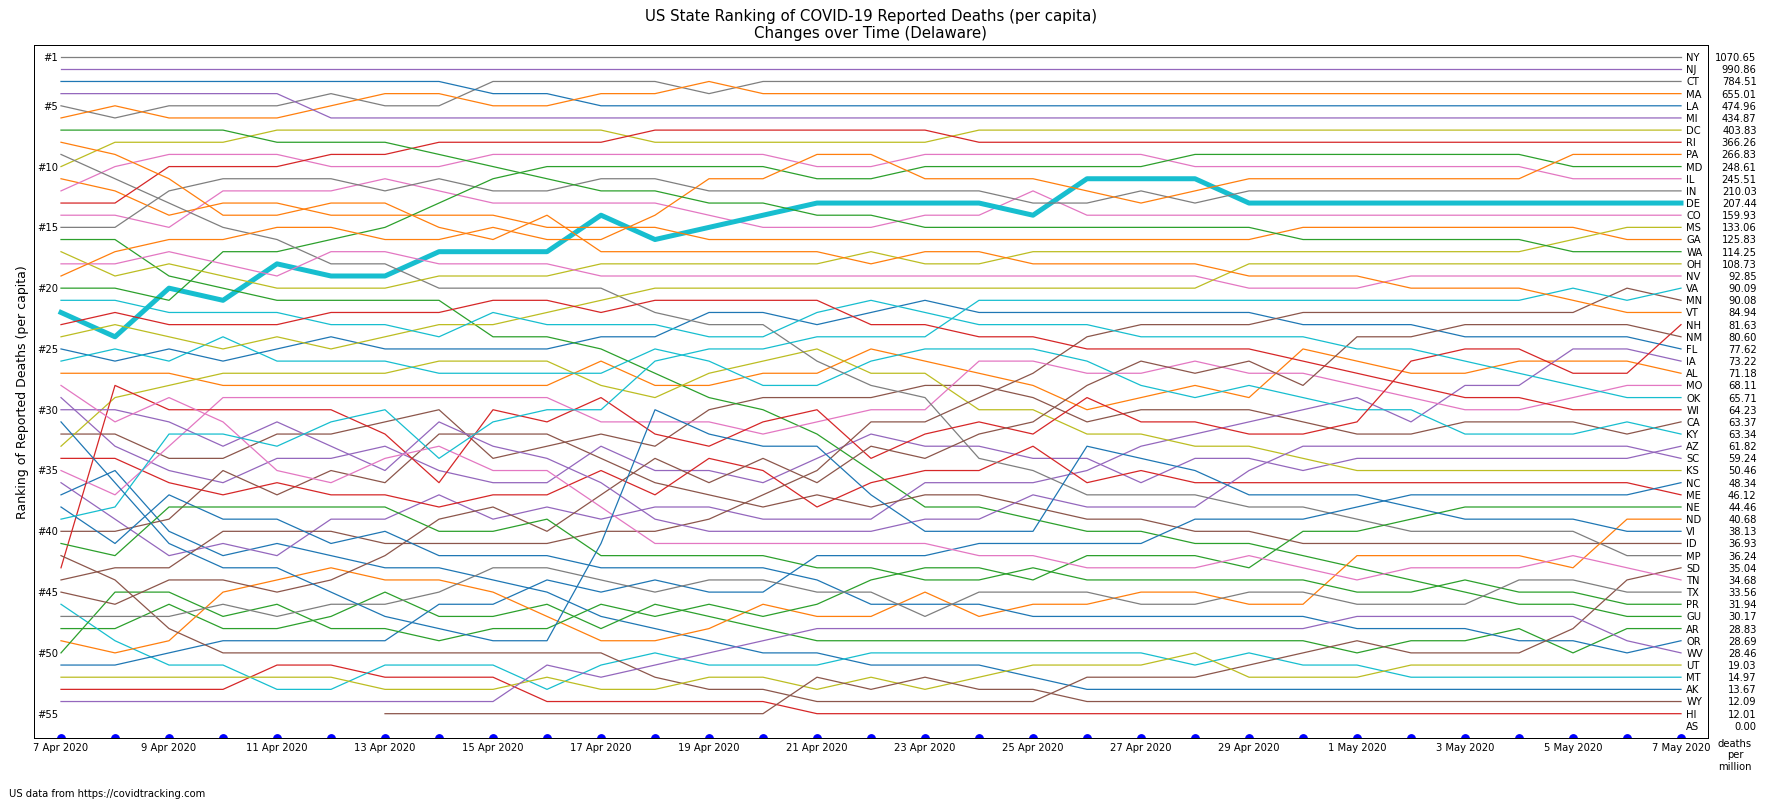 US State Ranking of COVID-19 Reported Deaths (per capita)
Changes over Time (Delaware)
Ranking of Reported Deaths (per capita)
#1
#5
#10
#15
#20
#25
#30
#35
#40
#45
#50
#55
NY 1070.65
NJ 990.86
CT 784.51
MA 655.01
LA 474.96
MI 434.87
DC 403.83
RI 366.26
PA 266.83
MD 248.61
IL 245.51
IN 210.03
DE 207.44
CO 159.93
MS 133.06
GA 125.83
WA 114.25
OH 108.73
NV 92.85
VA 90.09
MN 90.08
VT 84.94
NH 81.63
NM 80.60
FL 77.62
IA 73.22
AL 71.18
MO 68.11
OK 65.71
WI 64.23
CA 63.37
KY 63.34
AZ 61.82
SC 59.24
KS 50.46
NC 48.34
ME 46.12
NE 44.46
ND 40.68
VI 38.13
ID 36.93
MP 36.24
SD 35.04
TN 34.68
TX 33.56
PR 31.94
GU 30.17
AR 28.83
OR 28.69
WV 28.46
UT 19.03
MT 14.97
AK 13.67
WY 12.09
HI 12.01
AS 0.00
7 Apr 2020 9 Apr 2020 11 Apr 2020 13 Apr 2020 15 Apr 2020 17 Apr 2020 19 Apr 2020 21 Apr 2020 23 Apr 2020 25 Apr 2020 27 Apr 2020 29 Apr 2020 1 May 2020 3 May 2020 5 May 2020 7 May 2020
deaths
per
million
US data from https://covidtracking.com